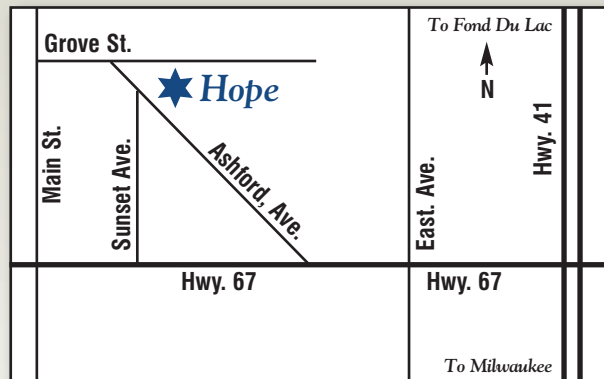 To Fond Du Lac
Grove St.
N
Hope
Main St.
Sunset Ave.
Ashford, Ave.
East. Ave.
Hwy. 41
Hwy. 67
Hwy. 67
To Milwaukee